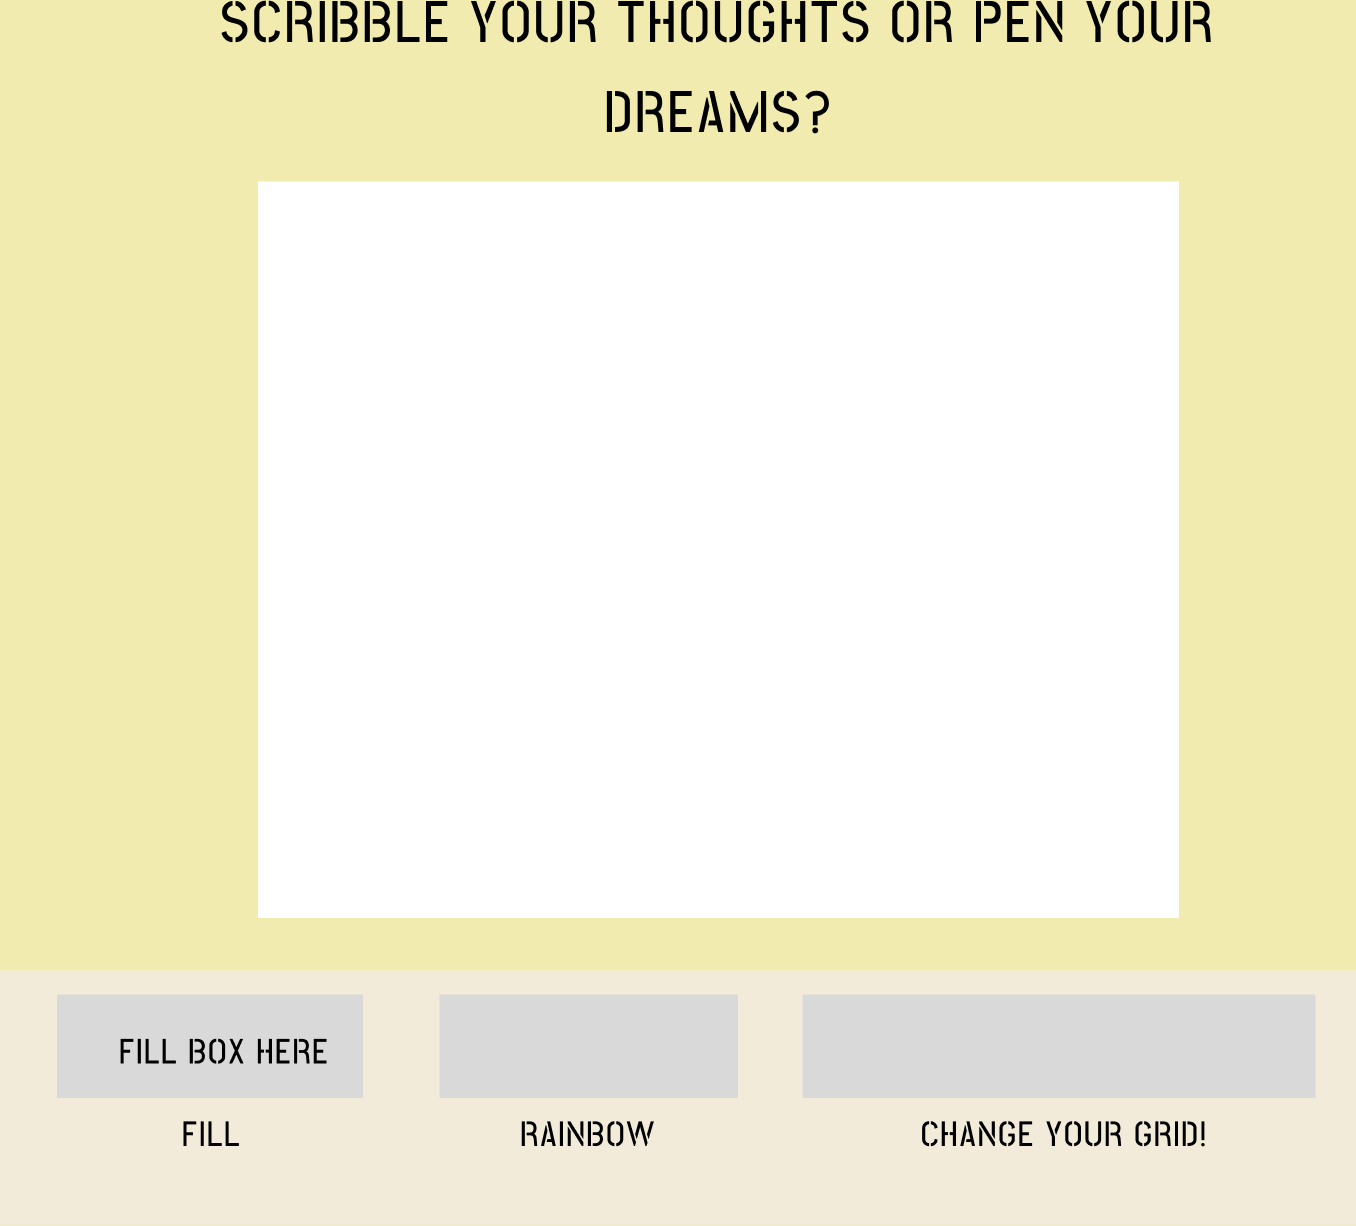 SCRIBBLE YOUR THOUGHTS OR PEN YOUR
DREAMS?
FILL BOX HERE
FILL
RAINBOW
CHANGE YOUR GRID!